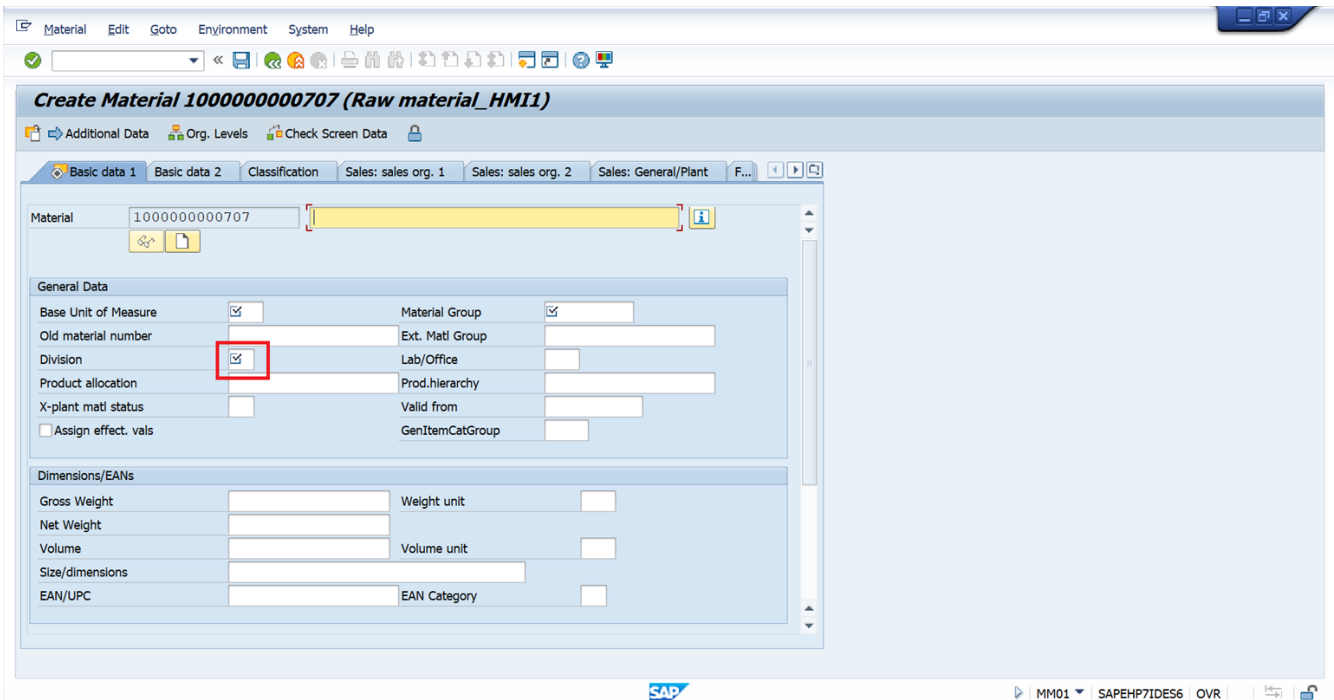 Material Edit Goto Environment System Help
Create Material 1000000000707 (Raw material_HMI1)
Additional Data Org. Levels Check Screen Data
Basic data 1 Basic data 2 Classification Sales: sales org. 1 Sales: sales org. 2 Sales: General/Plant F...
Material 1000000000707
General Data
Base Unit of Measure Material Group
Old material number Ext. Matl Group
Division Lab/Office
Product allocation Prod.hierarchy
X-plant matl status Valid from
Assign effect. vals GenItemCatGroup
Dimensions/EANs
Gross Weight Weight unit
Net Weight
Volume Volume unit
Size/dimensions
EAN/UPC EAN Category
SAP MM01 SAPEHP7IDES6 OVR